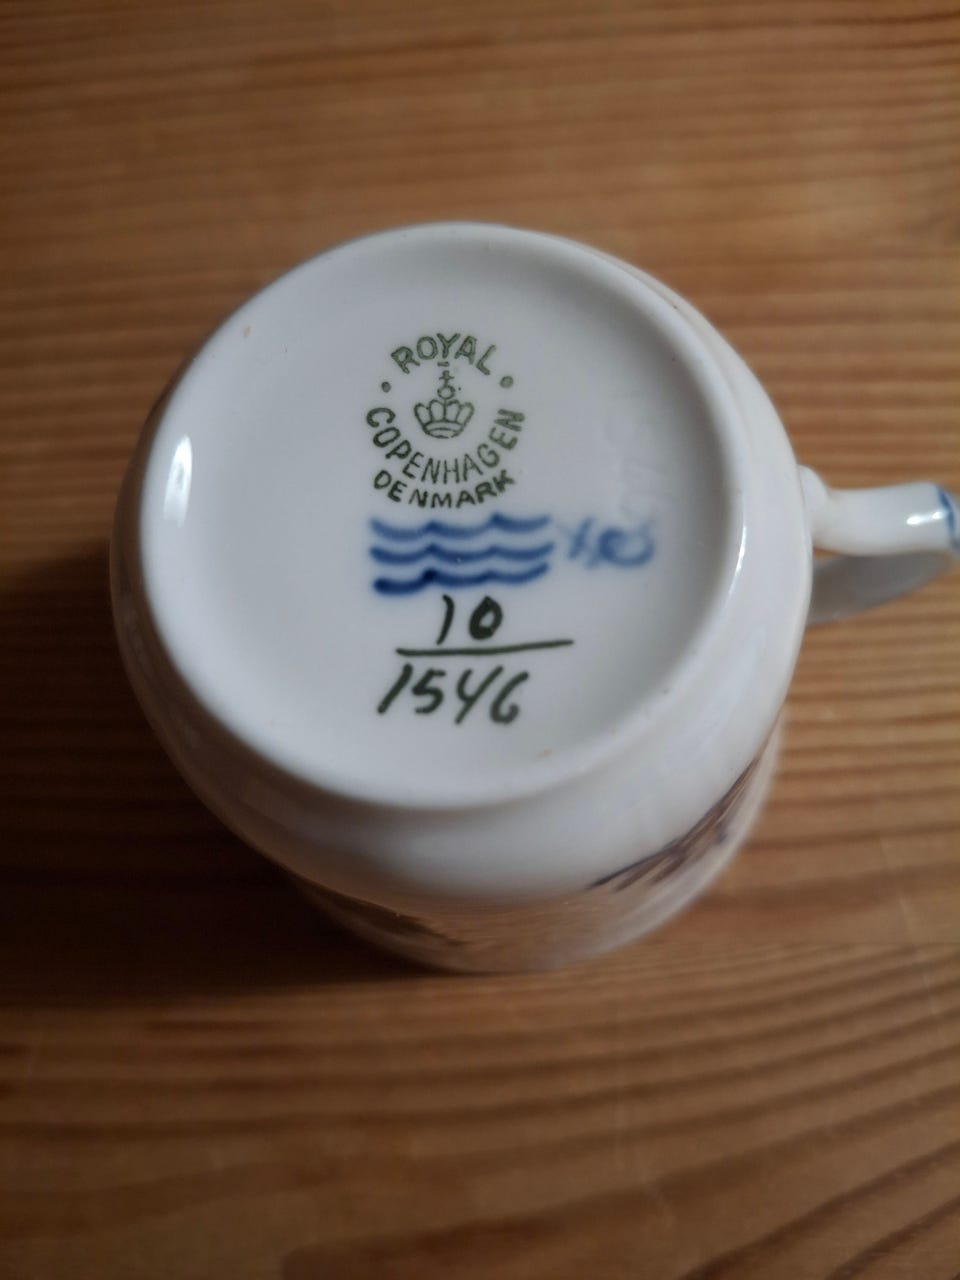 ROYAL
COPENHAGEN
DENMARK
10
1546